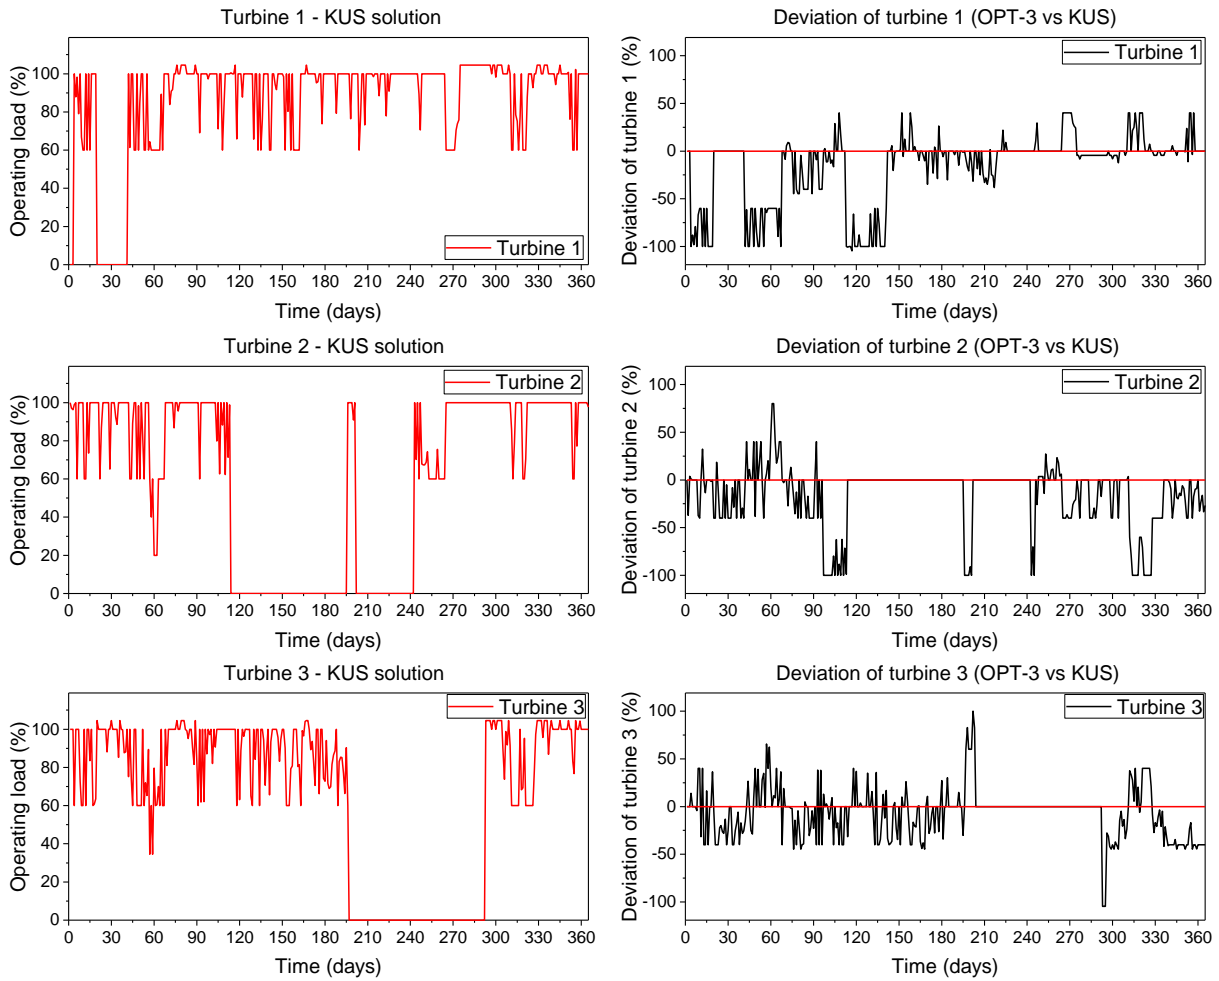 Turbine 1 - KUS solution
Operating load (%)
120
100
80
60
40
20
0
Turbine 1
0 30 60 90 120 150 180 210 240 270 300 330 360
Time (days)
Deviation of turbine 1 (OPT-3 vs KUS)
Deviation of turbine 1 (%)
100
50
0
-50
-100
Turbine 1
0 30 60 90 120 150 180 210 240 270 300 330 360
Time (days)
Turbine 2 - KUS solution
Operating load (%)
120
100
80
60
40
20
0
Turbine 2
0 30 60 90 120 150 180 210 240 270 300 330 360
Time (days)
Deviation of turbine 2 (OPT-3 vs KUS)
Deviation of turbine 2 (%)
100
50
0
-50
-100
Turbine 2
0 30 60 90 120 150 180 210 240 270 300 330 360
Time (days)
Turbine 3 - KUS solution
Operating load (%)
120
100
80
60
40
20
0
Turbine 3
0 30 60 90 120 150 180 210 240 270 300 330 360
Time (days)
Deviation of turbine 3 (OPT-3 vs KUS)
Deviation of turbine 3 (%)
100
50
0
-50
-100
Turbine 3
0 30 60 90 120 150 180 210 240 270 300 330 360
Time (days)